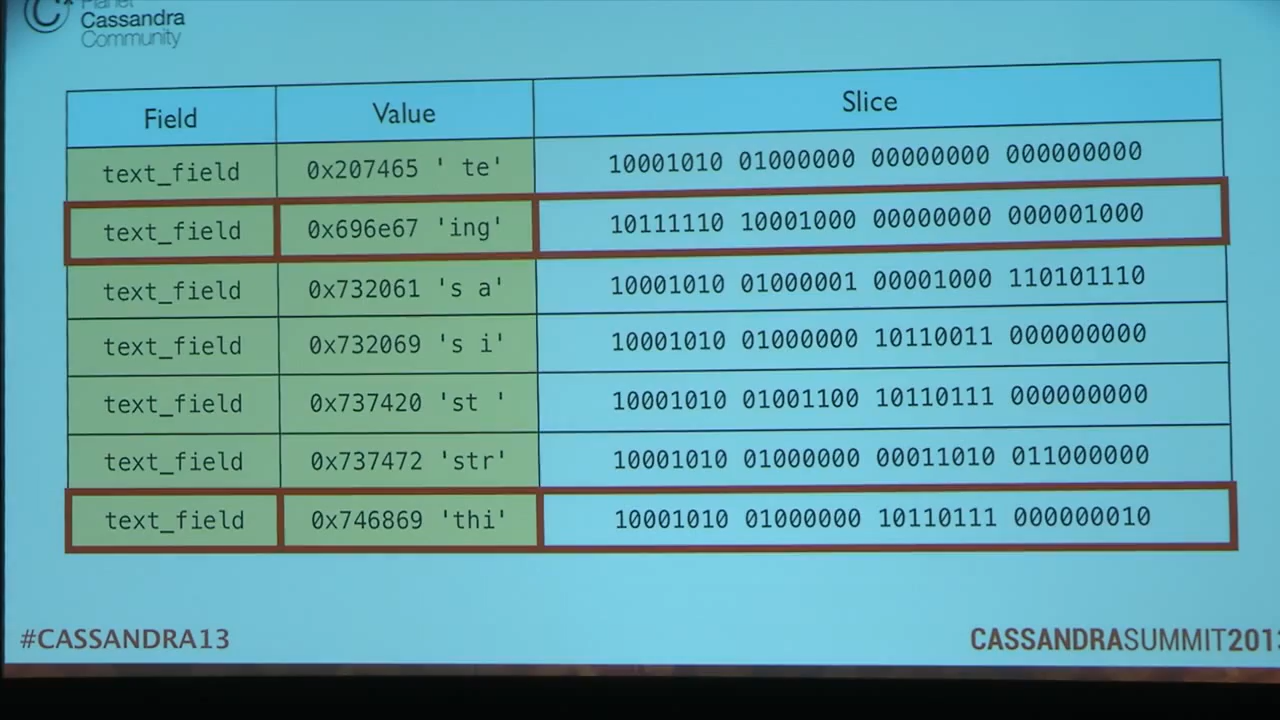 Planet
Cassandra
Community
Field Value Slice
text_field 0x207465 ' te' 10001010 01000000 00000000 000000000
text_field 0x696e67 'ing' 10111110 10001000 00000000 000001000
text_field 0x732061 's a' 10001010 01000001 00001000 110101110
text_field 0x732069 's i' 10001010 01000000 10110011 000000000
text_field 0x737420 'st ' 10001010 01001100 10110111 000000000
text_field 0x737472 'str' 10001010 01000000 00011010 011000000
text_field 0x746869 'thi' 10001010 01000000 10110111 000000010
#CASSANDRA13 CASSANDRASUMMIT2013